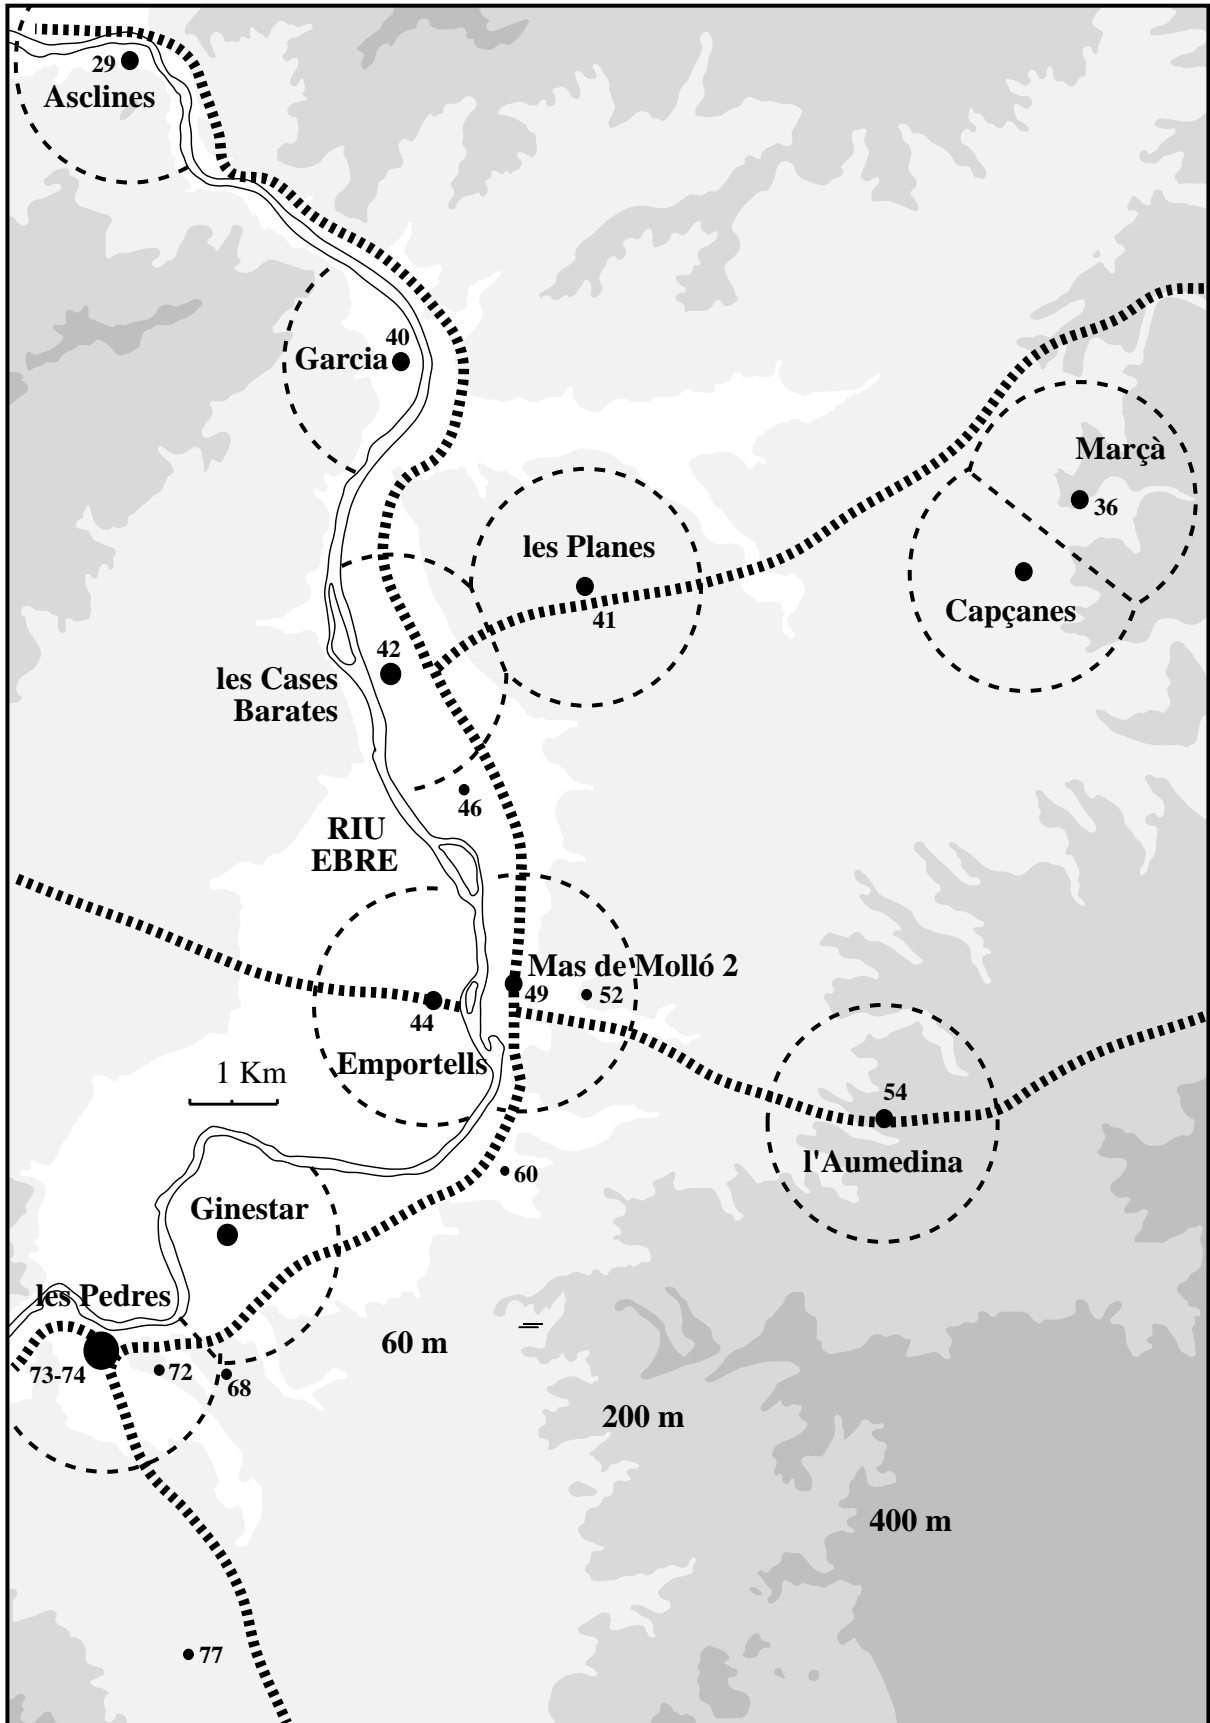 29
Asclines
40
Garcia
Marçà
36
les Planes
41
Capçanes
42
les Cases
Barates
46
RIU
EBRE
Mas de Molló 2
49
52
44
Emportells
1 Km
54
l'Aumedina
60
Ginestar
les Pedres
60 m
73-74
72
68
200 m
400 m
77